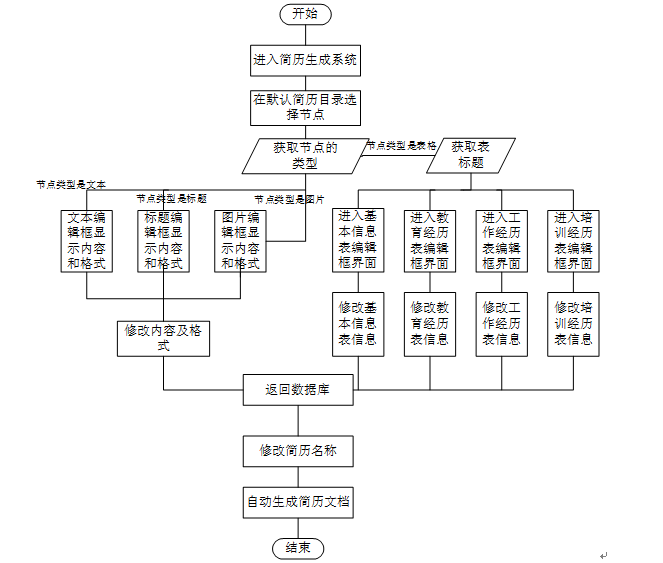 开始
进入简历生成系统
在默认简历目录选
择节点
获取节点的
类型
节点类型是表格
获取表
标题
节点类型是文本
节点类型是标题
节点类型是图片
文本编
辑框显
示内容
和格式
标题编
辑框显
示内容
和格式
图片编
辑框显
示内容
和格式
进入基
本信息
表编辑
框界面
进入教
育经历
表编辑
框界面
进入工
作经历
表编辑
框界面
进入培
训经历
表编辑
框界面
修改内容及格
式
修改基
本信息
表信息
修改教
育经历
表信息
修改工
作经历
表信息
修改培
训经历
表信息
返回数据库
修改简历名称
自动生成简历文档
结束